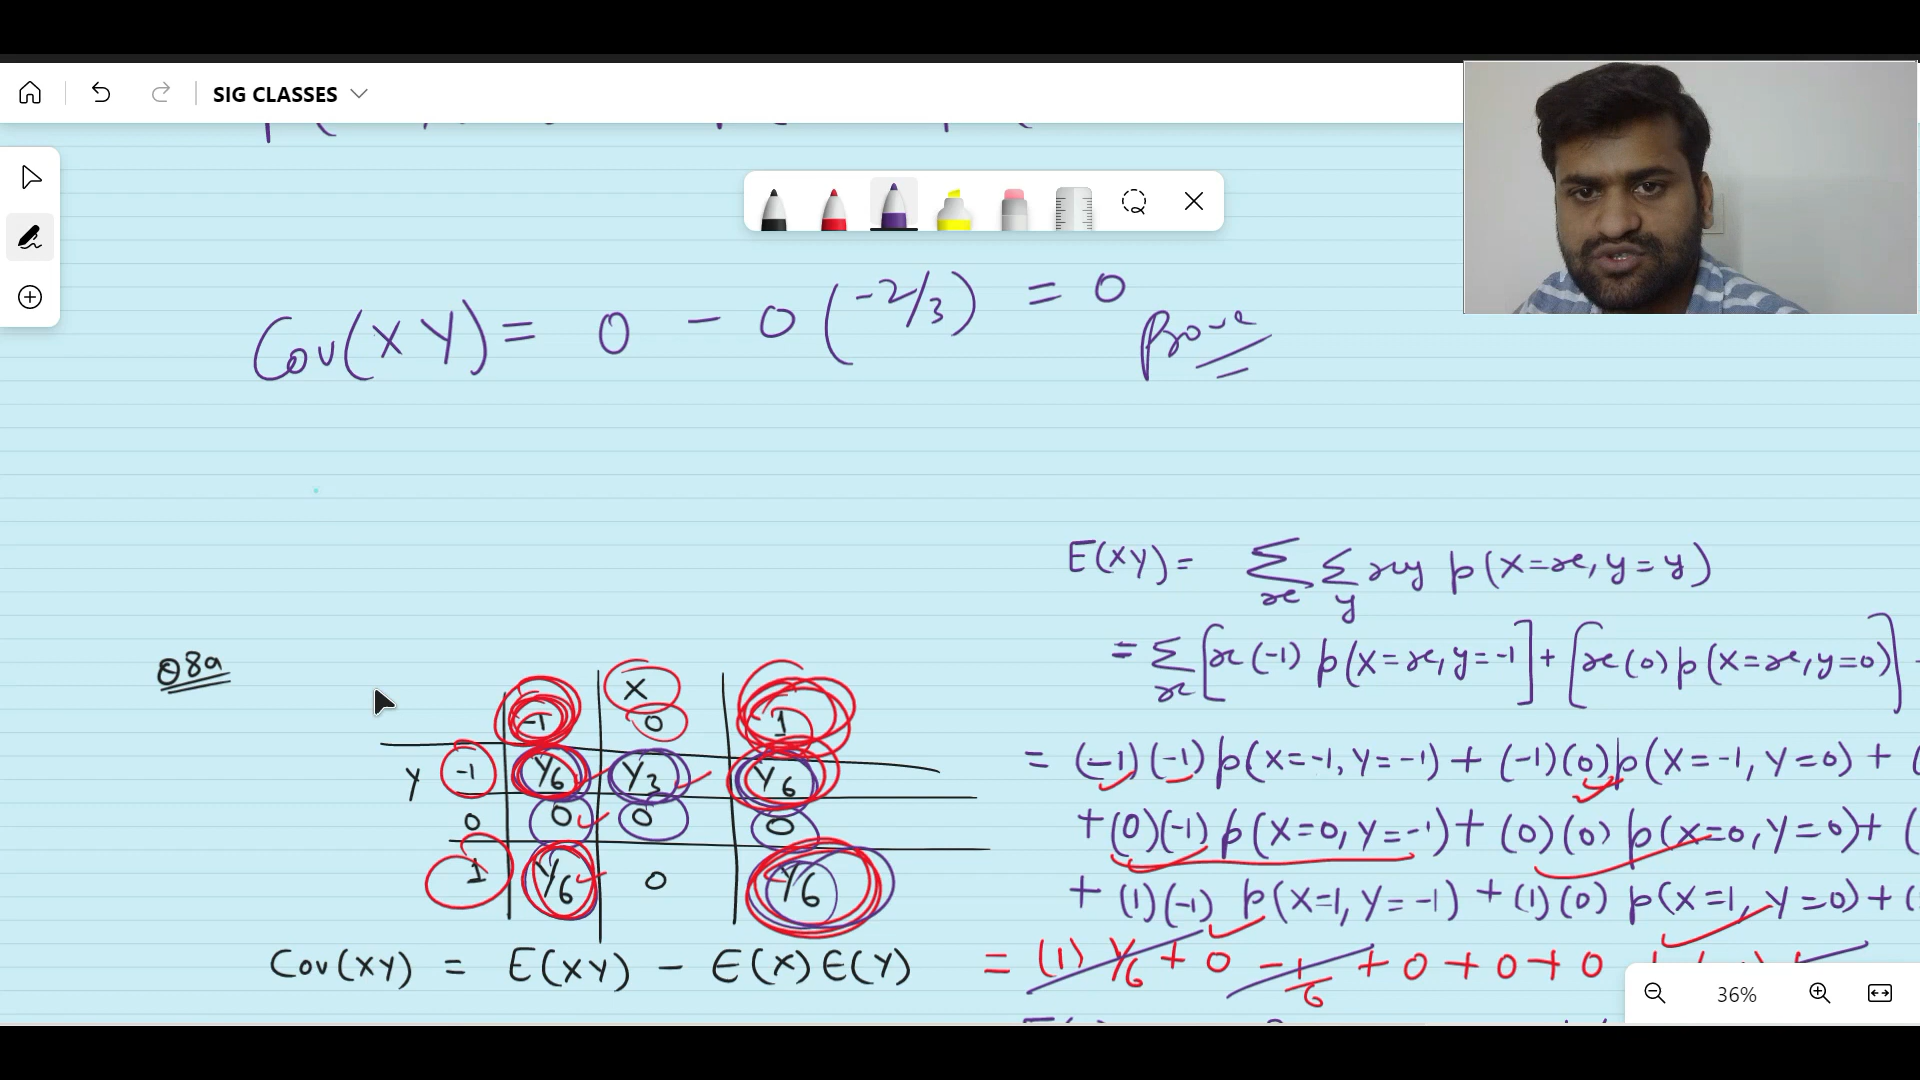 SIG CLASSES
Cov(XY) = 0 - 0 (-2/3) = 0
Prove
E(XY) = Σx Σy xy p(X=x, y=y)
= Σx [x(-1) p(X=x, y=-1] + [x(0) p(X=x, y=0)]
Q8a
X
-1 0 1
Y -1 1/6 1/3 1/6
0 0 0 0
1 1/6 0 1/6
= (-1)(-1) p(X=-1, Y=-1) + (-1)(0) p(X=-1, Y=0) +
+ (0)(-1) p(X=0, Y=-1) + (0)(0) p(X=0, Y=0) +
+ (1)(-1) p(X=1, Y=-1) + (1)(0) p(X=1, Y=0) +
Cov(XY) = E(XY) - E(X)E(Y)
= (1) 1/6 + 0 - 1/6 + 0 + 0 + 0
36%